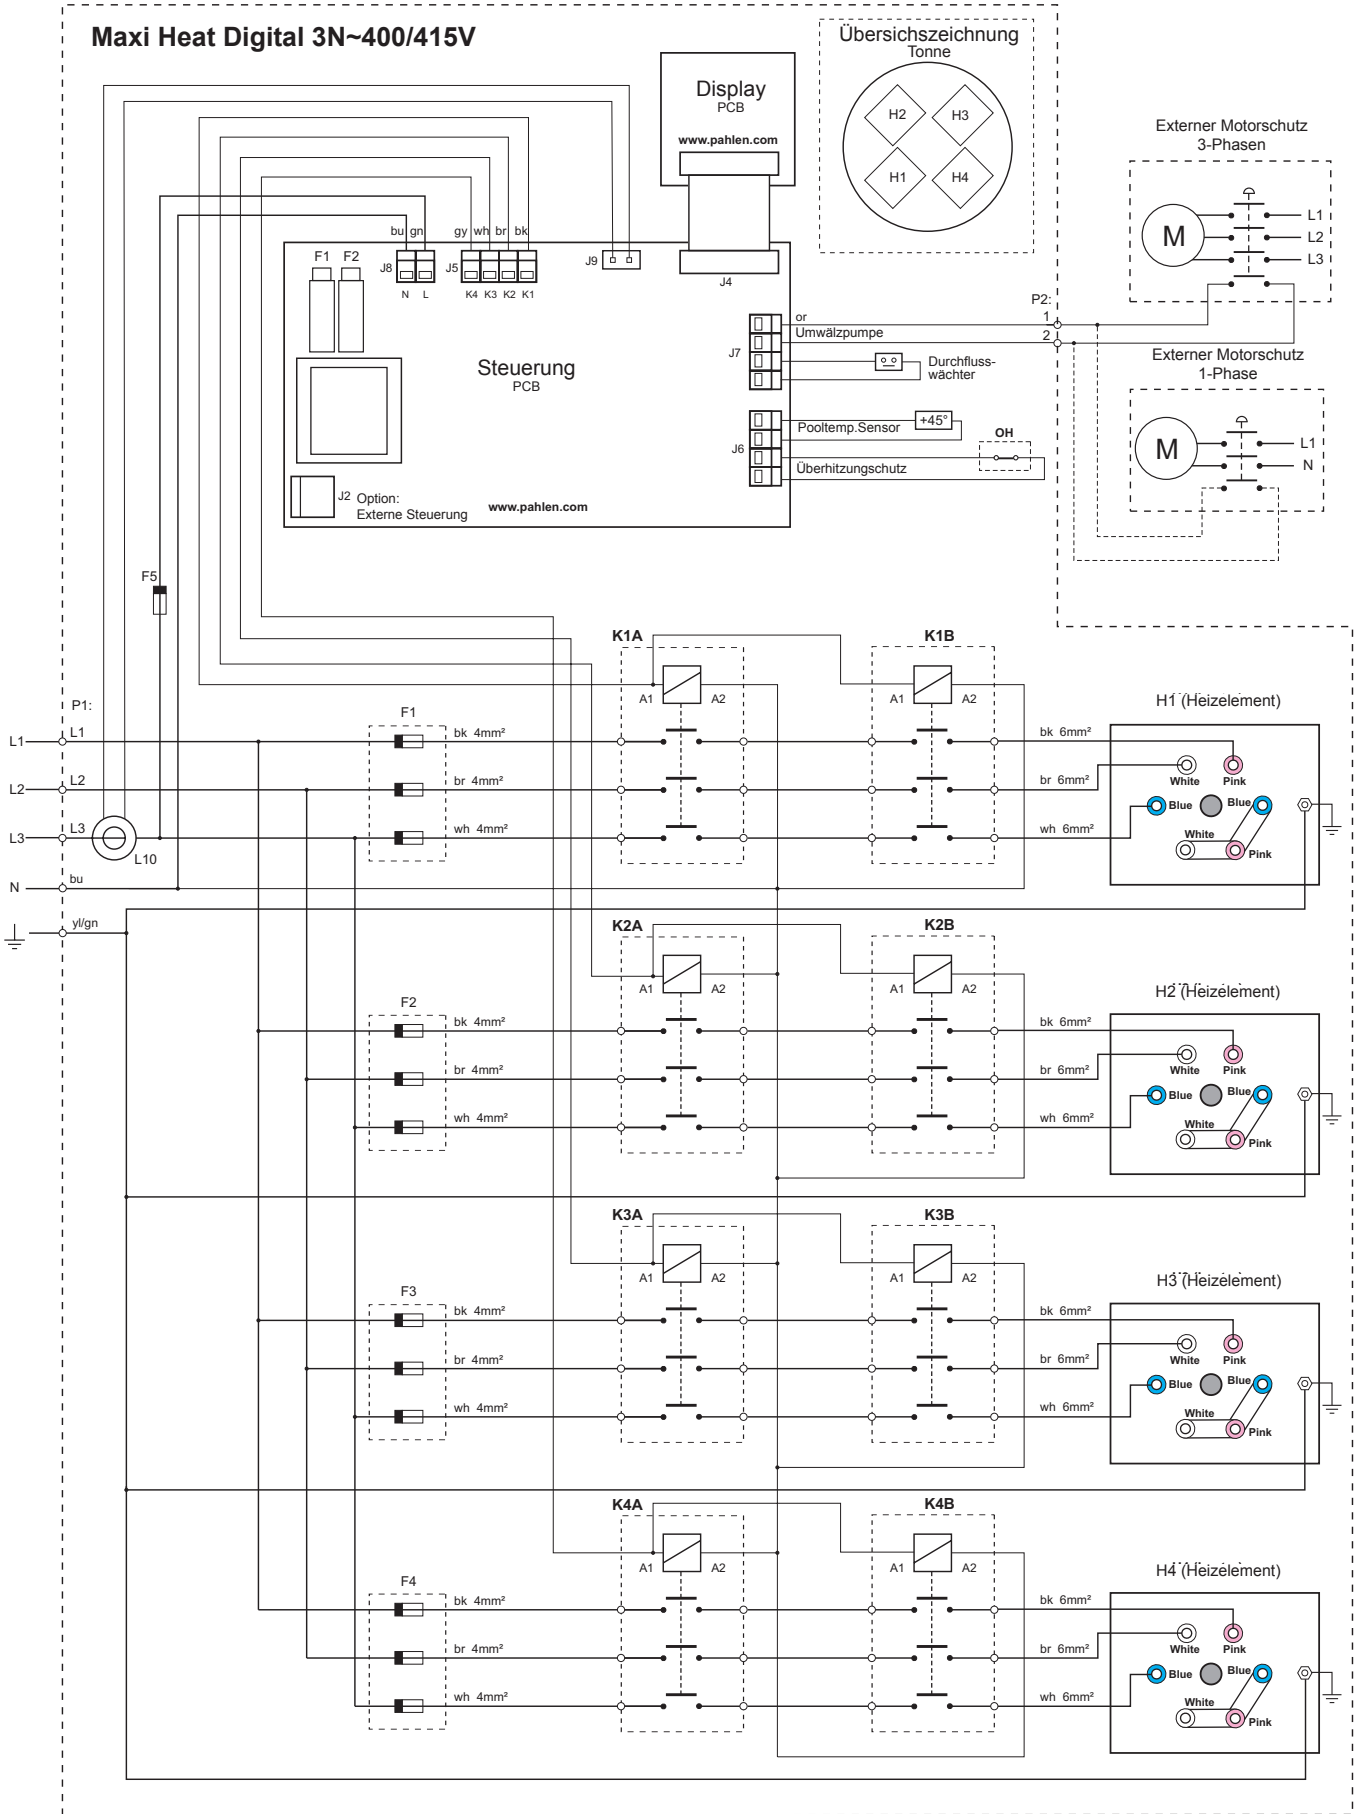 Maxi Heat Digital 3N~400/415V
Display
PCB
www.pahlen.com
Übersichszeichnung
Tonne
H2
H3
H1
H4
Externer Motorschutz
3-Phasen
M
L1
L2
L3
bu gn
gy wh br bk
F1 F2
J8
N L
J5
K4 K3 K2 K1
J9
J4
P2:
1
2
or
Umwälzpumpe
J7
Durchfluss-
wächter
Steuerung
PCB
Externer Motorschutz
1-Phase
M
L1
N
Pooltemp.Sensor
+45°
OH
J6
Überhitzungschutz
J2 Option:
Externe Steuerung
www.pahlen.com
F5
P1:
L1
L1
L2
L2
L3
L3
L10
N
bu
yl/gn
K1A
K1B
A1
A2
A1
A2
F1
bk 4mm²
br 4mm²
wh 4mm²
bk 6mm²
br 6mm²
wh 6mm²
H1 (Heizelement)
White
Pink
Blue
Blue
White
Pink
K2A
K2B
A1
A2
A1
A2
F2
bk 4mm²
br 4mm²
wh 4mm²
bk 6mm²
br 6mm²
wh 6mm²
H2 (Heizelement)
White
Pink
Blue
Blue
White
Pink
K3A
K3B
A1
A2
A1
A2
F3
bk 4mm²
br 4mm²
wh 4mm²
bk 6mm²
br 6mm²
wh 6mm²
H3 (Heizelement)
White
Pink
Blue
Blue
White
Pink
K4A
K4B
A1
A2
A1
A2
F4
bk 4mm²
br 4mm²
wh 4mm²
bk 6mm²
br 6mm²
wh 6mm²
H4 (Heizelement)
White
Pink
Blue
Blue
White
Pink